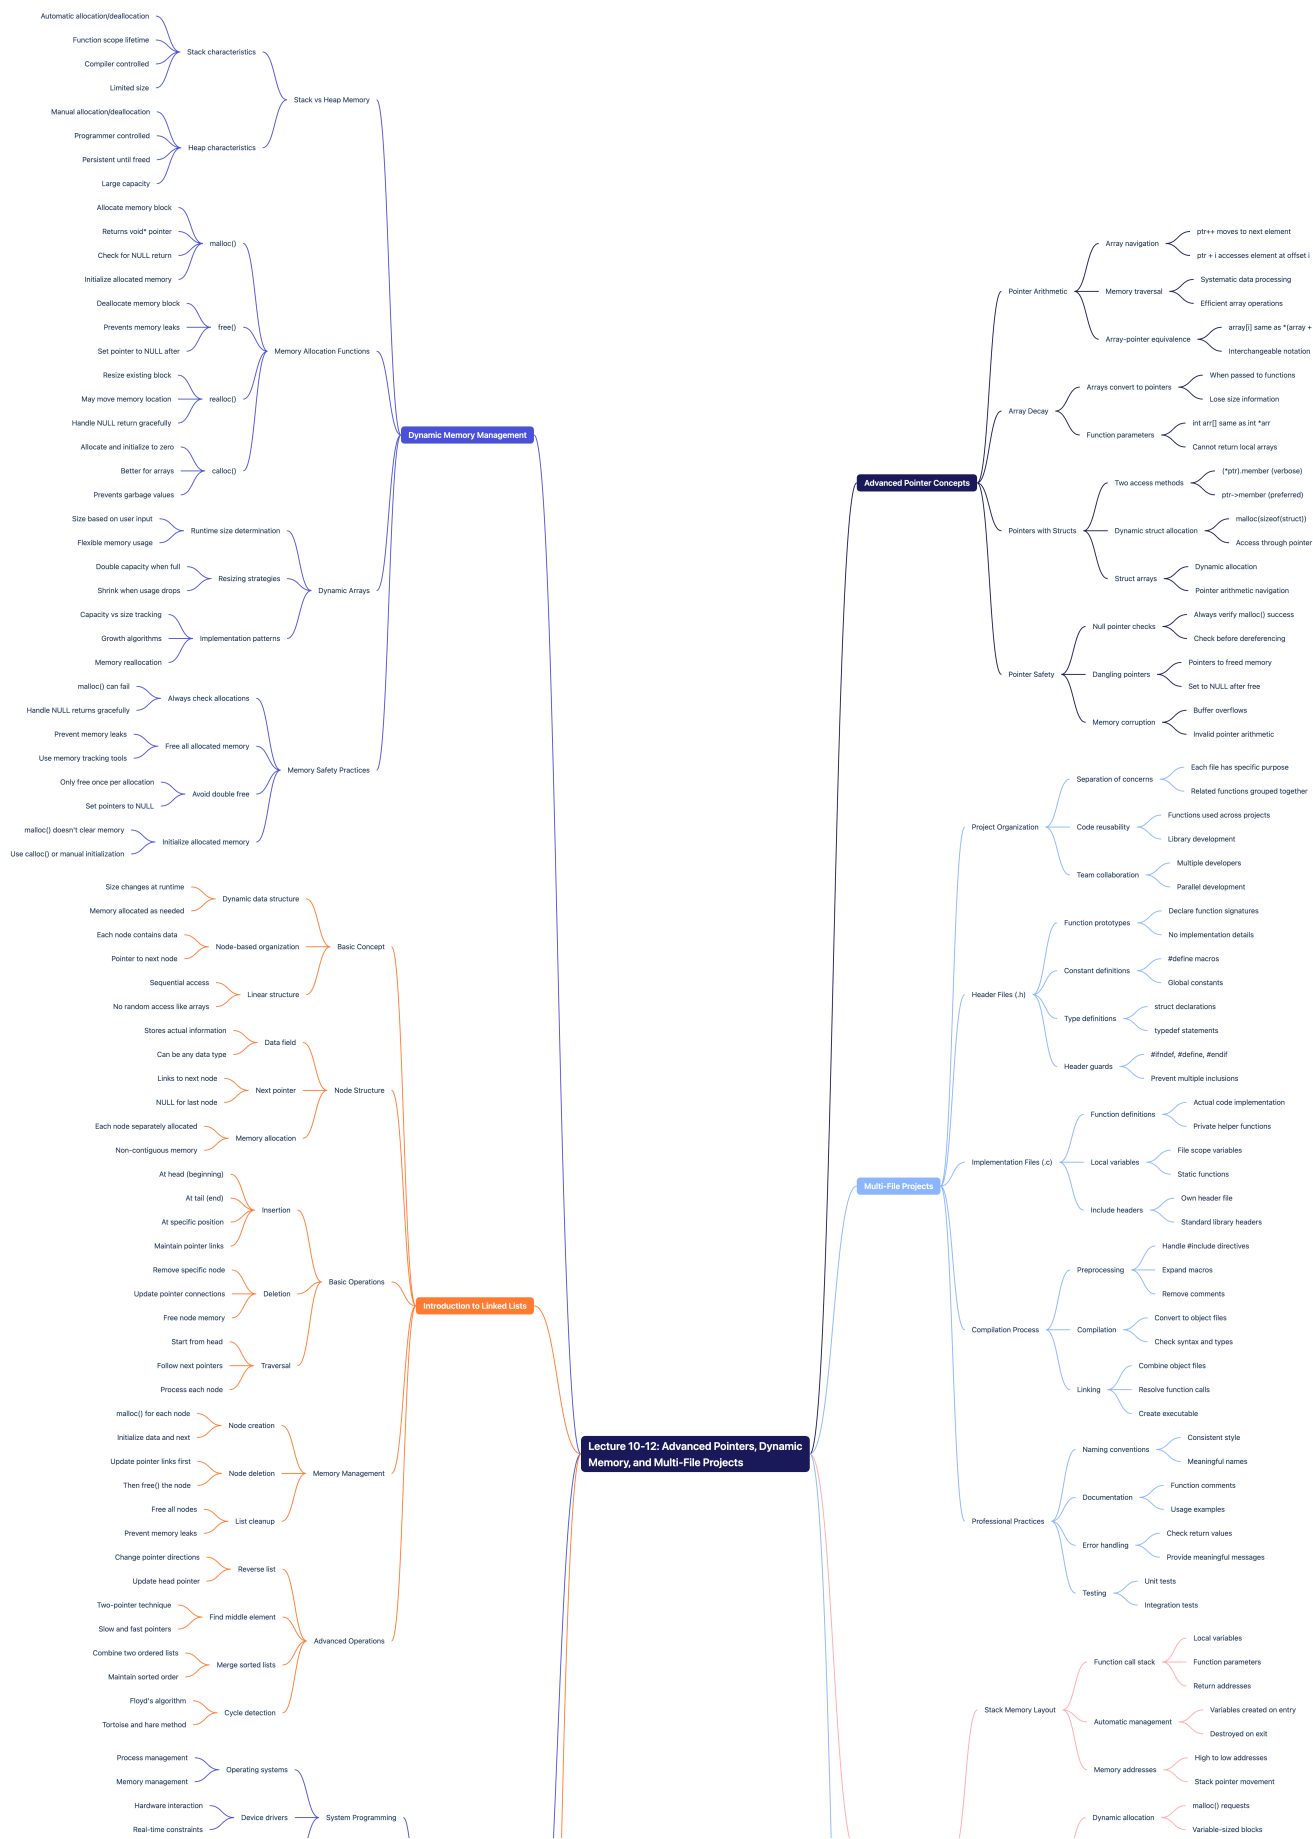 Automatic allocation/deallocation
Function scope lifetime
Stack characteristics
Compiler controlled
Limited size
Stack vs Heap Memory
Manual allocation/deallocation
Programmer controlled
Heap characteristics
Persistent until freed
Large capacity
Allocate memory block
Returns void* pointer
malloc()
Check for NULL return
Initialize allocated memory
Deallocate memory block
Prevents memory leaks
free()
Set pointer to NULL after
Memory Allocation Functions
Resize existing block
May move memory location
realloc()
Handle NULL return gracefully
Allocate and initialize to zero
Better for arrays
calloc()
Prevents garbage values
Dynamic Memory Management
Size based on user input
Runtime size determination
Flexible memory usage
Double capacity when full
Resizing strategies
Shrink when usage drops
Dynamic Arrays
Capacity vs size tracking
Growth algorithms
Implementation patterns
Memory reallocation
malloc() can fail
Always check allocations
Handle NULL returns gracefully
Prevent memory leaks
Free all allocated memory
Use memory tracking tools
Memory Safety Practices
Only free once per allocation
Avoid double free
Set pointers to NULL
malloc() doesn't clear memory
Initialize allocated memory
Use calloc() or manual initialization
Size changes at runtime
Dynamic data structure
Memory allocated as needed
Each node contains data
Node-based organization
Basic Concept
Pointer to next node
Sequential access
Linear structure
No random access like arrays
Stores actual information
Data field
Can be any data type
Links to next node
Next pointer
Node Structure
NULL for last node
Each node separately allocated
Memory allocation
Non-contiguous memory
At head (beginning)
At tail (end)
Insertion
At specific position
Maintain pointer links
Remove specific node
Basic Operations
Update pointer connections
Deletion
Free node memory
Introduction to Linked Lists
Start from head
Follow next pointers
Traversal
Process each node
malloc() for each node
Node creation
Initialize data and next
Update pointer links first
Node deletion
Memory Management
Then free() the node
Free all nodes
List cleanup
Prevent memory leaks
Change pointer directions
Reverse list
Update head pointer
Two-pointer technique
Find middle element
Slow and fast pointers
Advanced Operations
Combine two ordered lists
Merge sorted lists
Maintain sorted order
Floyd's algorithm
Cycle detection
Tortoise and hare method
Process management
Operating systems
Memory management
Hardware interaction
Device drivers
System Programming
Real-time constraints
Lecture 10-12: Advanced Pointers, Dynamic
Memory, and Multi-File Projects
ptr++ moves to next element
Array navigation
ptr + i accesses element at offset i
Systematic data processing
Pointer Arithmetic
Memory traversal
Efficient array operations
array[i] same as *(array +
Array-pointer equivalence
Interchangeable notation
When passed to functions
Arrays convert to pointers
Lose size information
Array Decay
int arr[] same as int *arr
Function parameters
Cannot return local arrays
Advanced Pointer Concepts
(*ptr).member (verbose)
Two access methods
ptr->member (preferred)
malloc(sizeof(struct))
Pointers with Structs
Dynamic struct allocation
Access through pointer
Dynamic allocation
Struct arrays
Pointer arithmetic navigation
Always verify malloc() success
Null pointer checks
Check before dereferencing
Pointers to freed memory
Pointer Safety
Dangling pointers
Set to NULL after free
Buffer overflows
Memory corruption
Invalid pointer arithmetic
Each file has specific purpose
Separation of concerns
Related functions grouped together
Project Organization
Functions used across projects
Code reusability
Library development
Multiple developers
Team collaboration
Parallel development
Declare function signatures
Function prototypes
No implementation details
#define macros
Constant definitions
Global constants
Header Files (.h)
struct declarations
Type definitions
typedef statements
#ifndef, #define, #endif
Header guards
Prevent multiple inclusions
Actual code implementation
Function definitions
Private helper functions
File scope variables
Implementation Files (.c)
Local variables
Static functions
Multi-File Projects
Own header file
Include headers
Standard library headers
Handle #include directives
Preprocessing
Expand macros
Remove comments
Convert to object files
Compilation Process
Compilation
Check syntax and types
Combine object files
Linking
Resolve function calls
Create executable
Consistent style
Naming conventions
Meaningful names
Function comments
Documentation
Usage examples
Professional Practices
Check return values
Error handling
Provide meaningful messages
Unit tests
Testing
Integration tests
Local variables
Function call stack
Function parameters
Return addresses
Stack Memory Layout
Variables created on entry
Automatic management
Destroyed on exit
High to low addresses
Memory addresses
Stack pointer movement
malloc() requests
Dynamic allocation
Variable-sized blocks